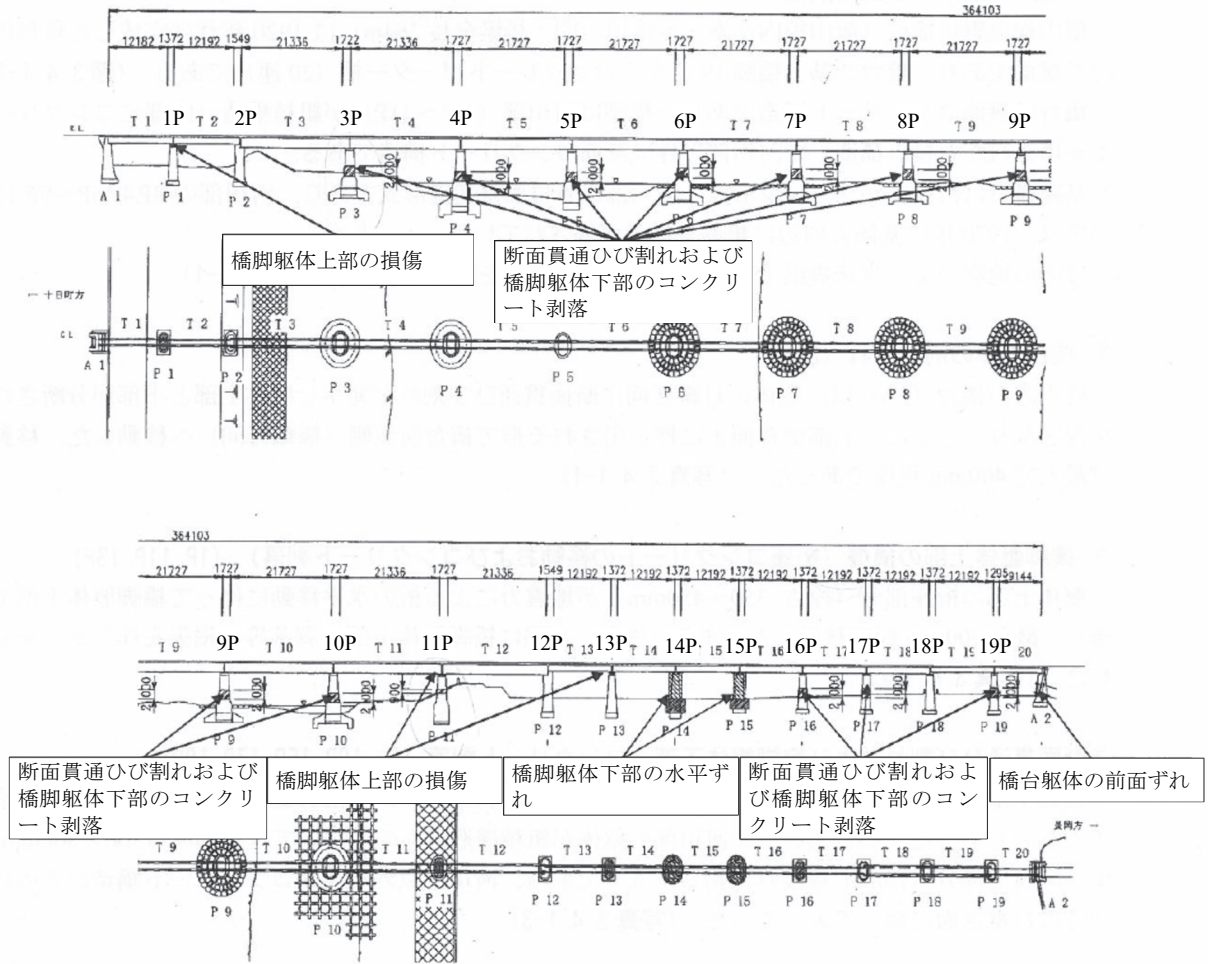 364103
12182 1372 12192 1549 21336 1722 21336 1727 21727 1727 21727 1727 21727 1727 21727 1727 21727 1727
T 1 1P T 2 2P T 3 3P T 4 4P T 5 5P T 6 6P T 7 7P T 8 8P T 9 9P
A 1 P 1 P 2 P 3 P 4 P 5 P 6 P 7 P 8 P 9
橋脚躯体上部の損傷
断面貫通ひび割れおよび
橋脚躯体下部のコンクリ
ート剥落
← 十日町方
T 1 T 2 T 3 T 4 T 5 T 6 T 7 T 8 T 9
A 1 P 1 P 2 P 3 P 4 P 5 P 6 P 7 P 8 P 9
364103
21727 1727 21727 1727 21336 1727 21336 1549 12192 1372 12192 1372 12192 1372 12192 1372 12192 1372 12192 1295 9144
T 9 9P T 10 10P T 11 11P T 12 12P T 13 13P T 14 14P T 15 15P T 16 16P T 17 17P T 18 18P T 19 19P 20
P 9 P 10 P 11 P 12 P 13 P 14 P 15 P 16 P 17 P 18 P 19 A 2
断面貫通ひび割れおよび
橋脚躯体下部のコンクリ
ート剥落
橋脚躯体上部の損傷
橋脚躯体下部の水平ず
れ
断面貫通ひび割れおよ
び橋脚躯体下部のコン
クリート剥落
橋台躯体の前面ずれ
T 9 T 10 T 11 T 12 T 13 T 14 T 15 T 16 T 17 T 18 T 19 T 20
P 9 P 10 P 11 P 12 P 13 P 14 P 15 P 16 P 17 P 18 P 19 A 2